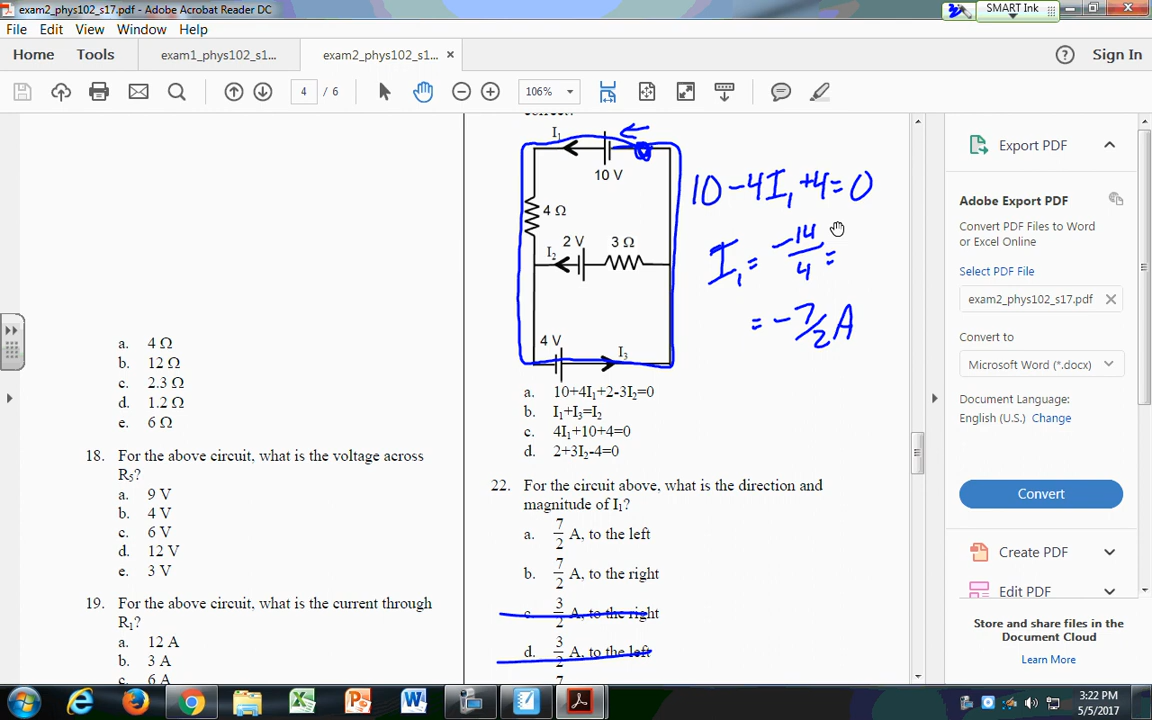 exam2_phys102_s17.pdf - Adobe Acrobat Reader DC
SMART Ink
File Edit View Window Help
Home Tools exam1_phys102_s1... exam2_phys102_s1... × Sign In
4 / 6 106%
I₁
10 V
4 Ω
I₂ 2 V 3 Ω
4 V I₃
10 - 4I₁ + 4 = 0
I₁ = -14/4 =
= -7/2 A
a. 4 Ω
b. 12 Ω
c. 2.3 Ω
d. 1.2 Ω
e. 6 Ω
18. For the above circuit, what is the voltage across
R₅?
a. 9 V
b. 4 V
c. 6 V
d. 12 V
e. 3 V
19. For the above circuit, what is the current through
R₁?
a. 12 A
b. 3 A
c. 6 A
a. 10+4I₁+2-3I₂=0
b. I₁+I₃=I₂
c. 4I₁+10+4=0
d. 2+3I₂-4=0
22. For the circuit above, what is the direction and
magnitude of I₁?
a. 7/2 A, to the left
b. 7/2 A, to the right
c. 3/2 A, to the right
d. 3/2 A, to the left
7
Export PDF
Adobe Export PDF
Convert PDF Files to Word
or Excel Online
Select PDF File
exam2_phys102_s17.pdf ×
Convert to
Microsoft Word (*.docx)
Document Language:
English (U.S.) Change
Convert
Create PDF
Edit PDF
Store and share files in the
Document Cloud
Learn More
3:22 PM
5/5/2017